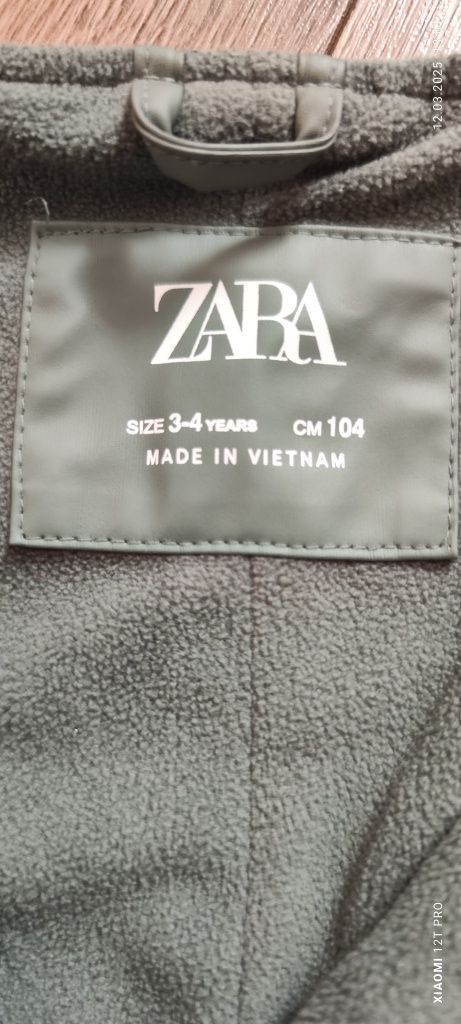 ZARA
SIZE 3-4 YEARS CM 104
MADE IN VIETNAM
12.03.2025
XIAOMI 12T PRO